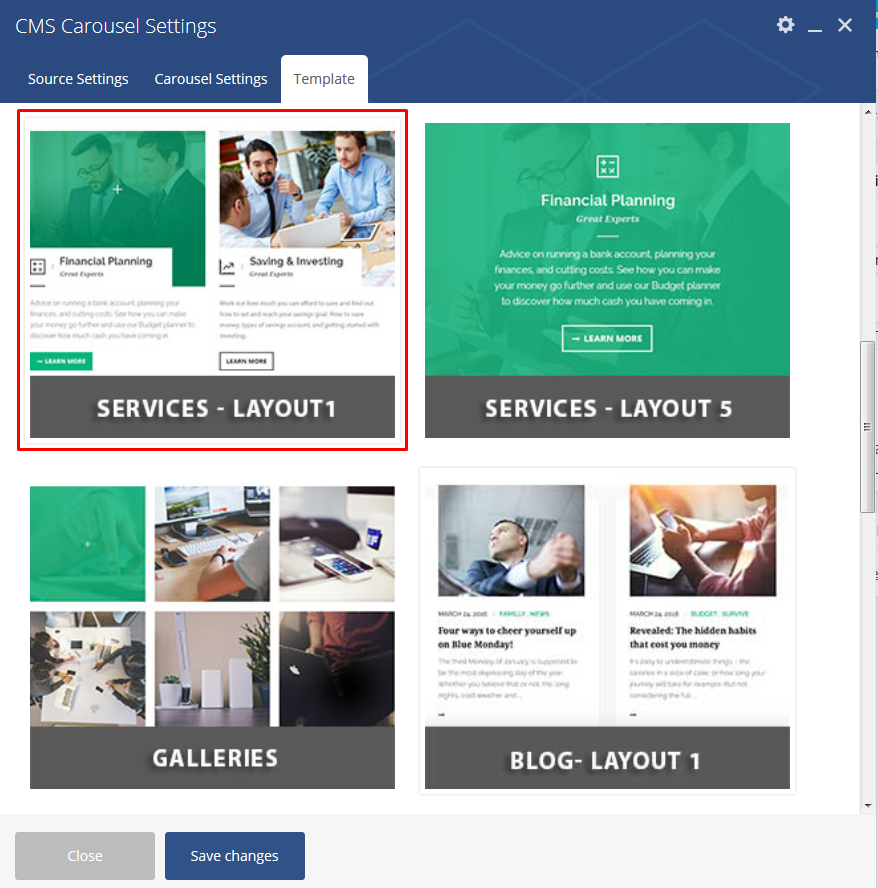 CMS Carousel Settings
Source Settings
Carousel Settings
Template
Financial Planning
Great Experts
Advice on running a bank account, planning your
finances, and cutting costs. See how you can make
your money go further and use our Budget planner to
discover how much cash you have coming in.
→ LEARN MORE
Saving & Investing
Great Experts
Work out how much you can afford to save and find out
how to set and reach your savings goal. How to save
money, types of savings account, and getting started with
investing.
LEARN MORE
SERVICES - LAYOUT1
Financial Planning
Great Experts
Advice on running a bank account, planning your
finances, and cutting costs. See how you can make
your money go further and use our Budget planner
to discover how much cash you have coming in.
→ LEARN MORE
SERVICES - LAYOUT 5
GALLERIES
MARCH 24, 2016 / FAMILLY, NEWS
Four ways to cheer yourself up
on Blue Monday!
The third Monday of January is supposed to
be the most depressing day of the year.
Whether you believe that or not, the long
nights, cold weather and ...
→
MARCH 24, 2016 / BUDGET, SURVIVE
Revealed: The hidden habits
that cost you money
It's easy to underestimate things – the
caramel in a slice of cake, or how long your
journey will take for example. But not
considering the full ...
→
BLOG- LAYOUT 1
Close
Save changes